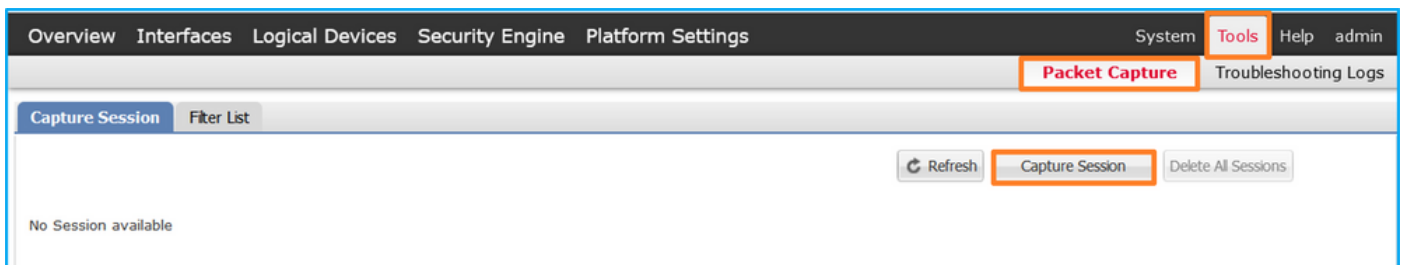 Overview Interfaces Logical Devices Security Engine Platform Settings System Tools Help admin
Packet Capture Troubleshooting Logs
Capture Session Filter List
Refresh Capture Session Delete All Sessions
No Session available